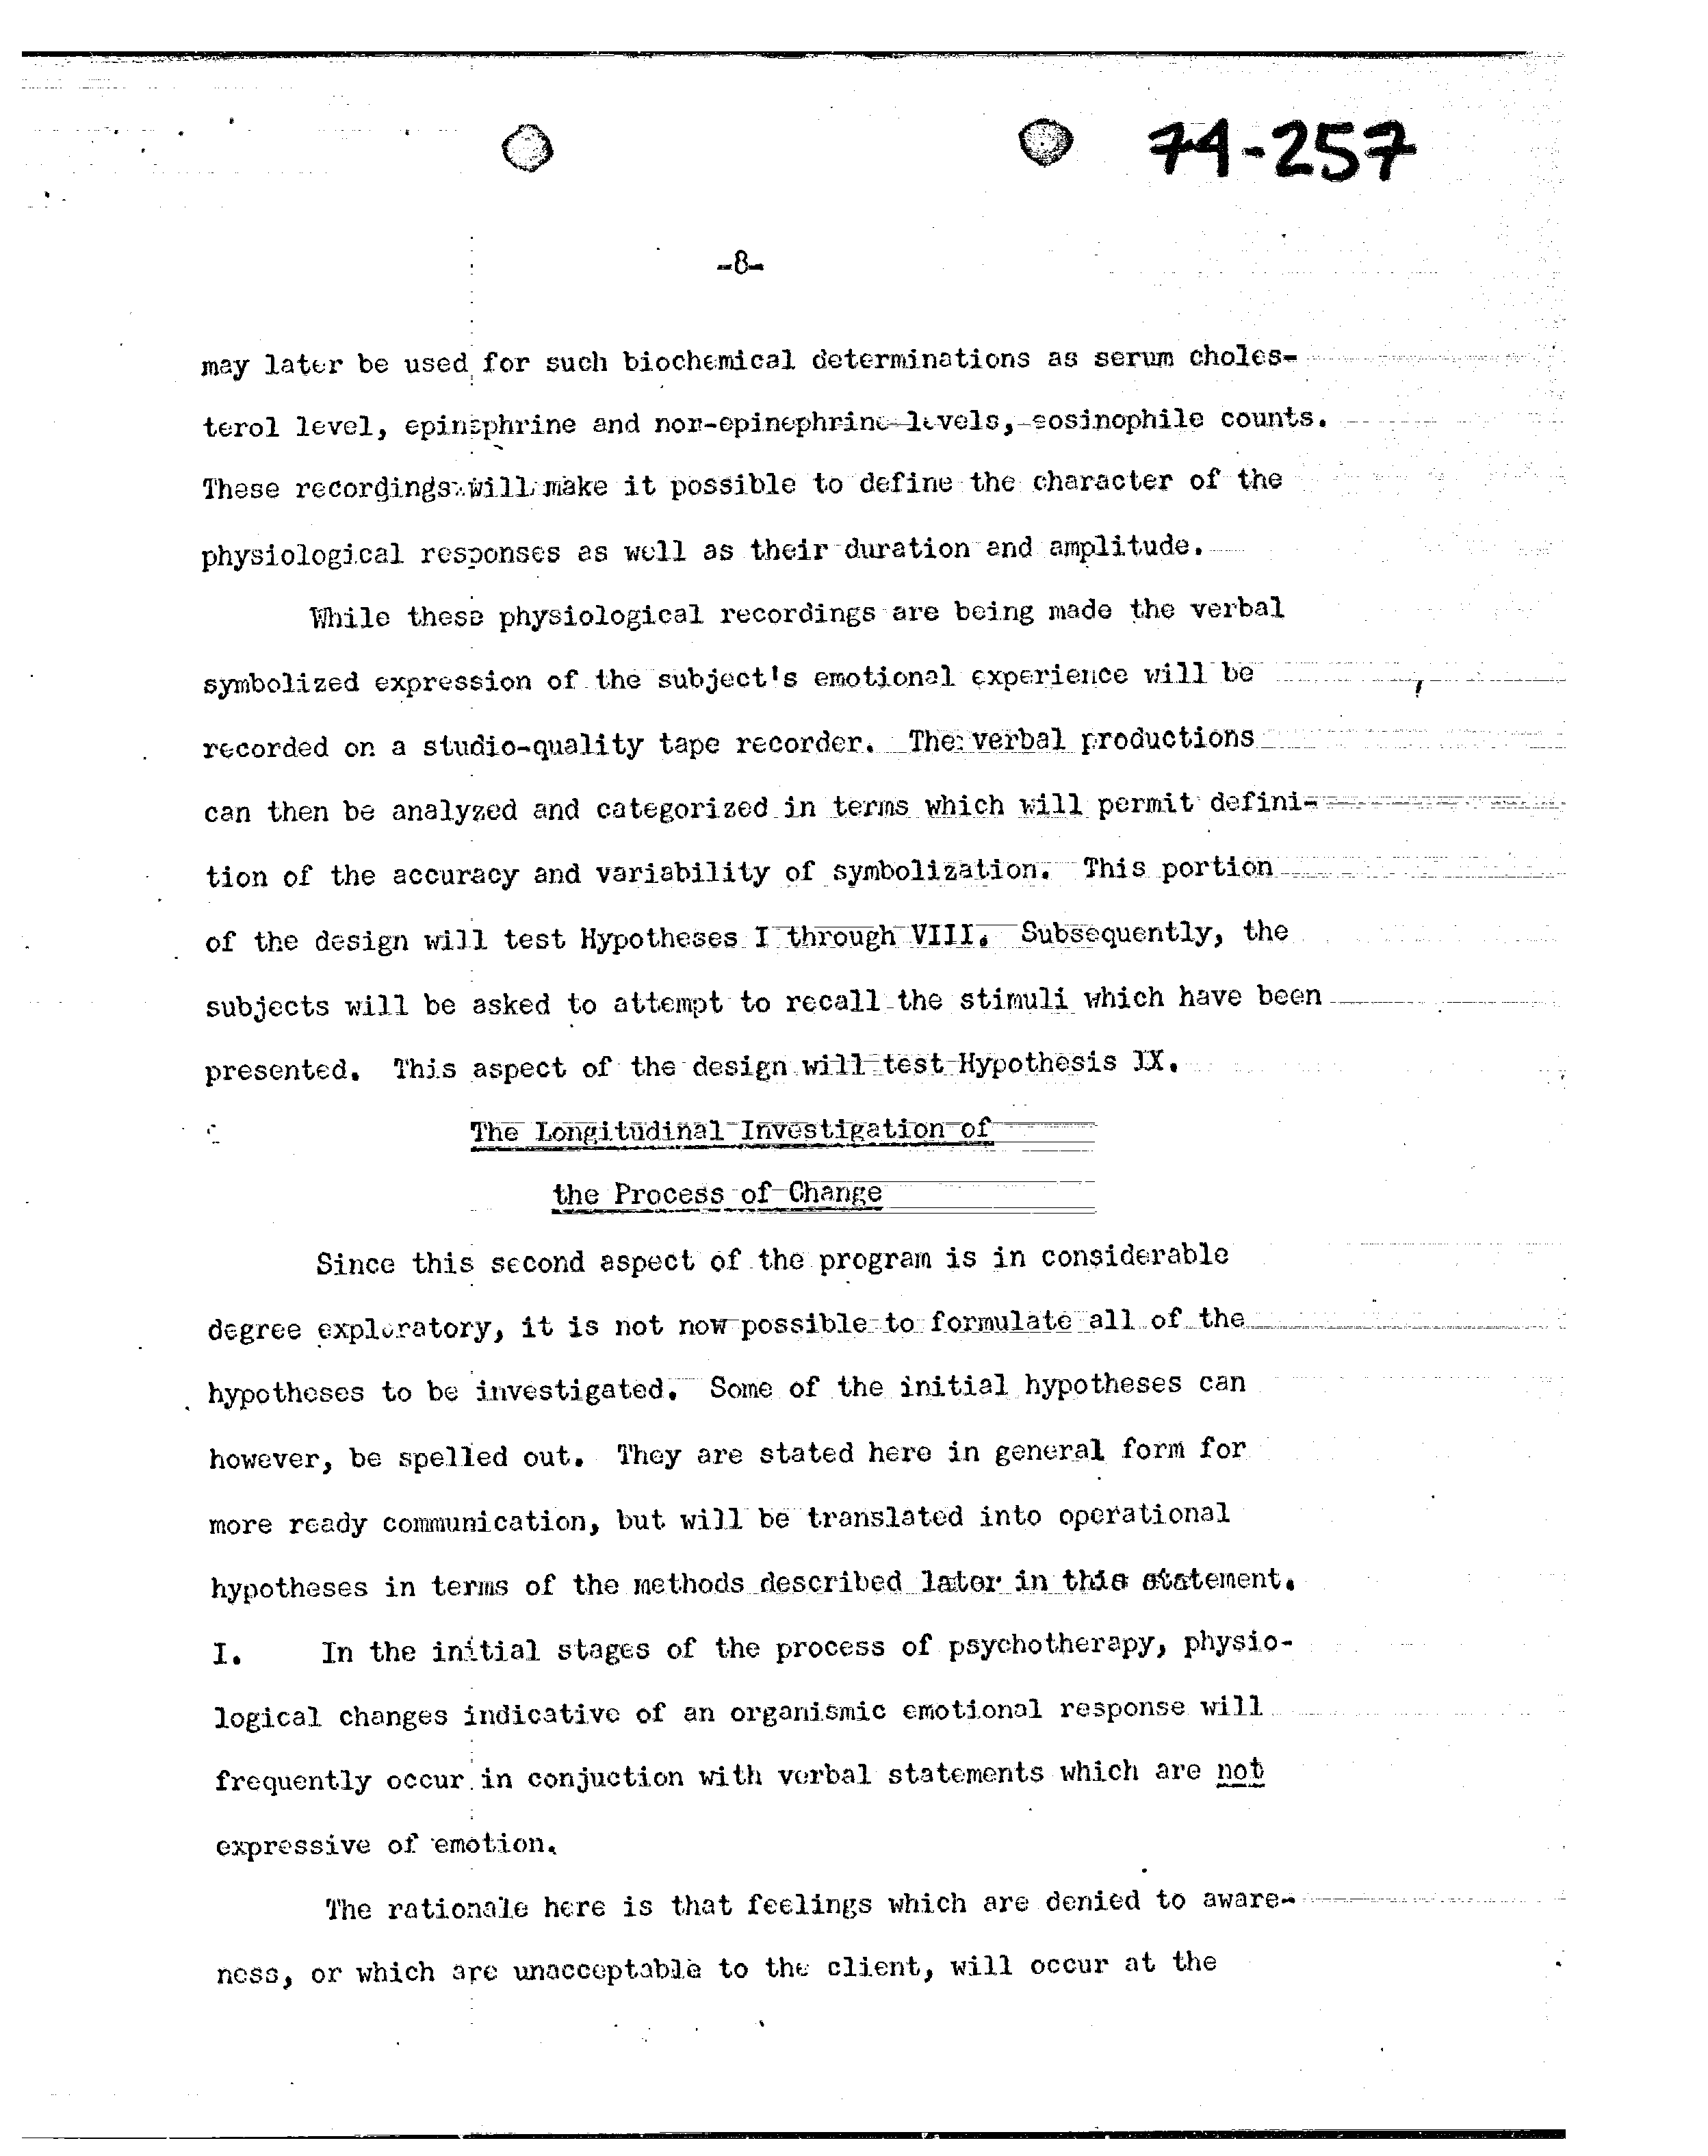 74-257
-8-
may later be used for such biochemical determinations as serum choles-
terol level, epinephrine and nor-epinephrine levels, eosinophile counts.
These recordings will make it possible to define the character of the
physiological responses as well as their duration and amplitude.
While these physiological recordings are being made the verbal
symbolized expression of the subject's emotional experience will be
recorded on a studio-quality tape recorder. The verbal productions
can then be analyzed and categorized in terms which will permit defini-
tion of the accuracy and variability of symbolization. This portion
of the design will test Hypotheses I through VIII. Subsequently, the
subjects will be asked to attempt to recall the stimuli which have been
presented. This aspect of the design will test Hypothesis IX.
The Longitudinal Investigation of
the Process of Change
Since this second aspect of the program is in considerable
degree exploratory, it is not now possible to formulate all of the
hypotheses to be investigated. Some of the initial hypotheses can
however, be spelled out. They are stated here in general form for
more ready communication, but will be translated into operational
hypotheses in terms of the methods described later in this statement.
I. In the initial stages of the process of psychotherapy, physio-
logical changes indicative of an organismic emotional response will
frequently occur in conjuction with verbal statements which are not
expressive of emotion.
The rationale here is that feelings which are denied to aware-
ness, or which are unacceptable to the client, will occur at the